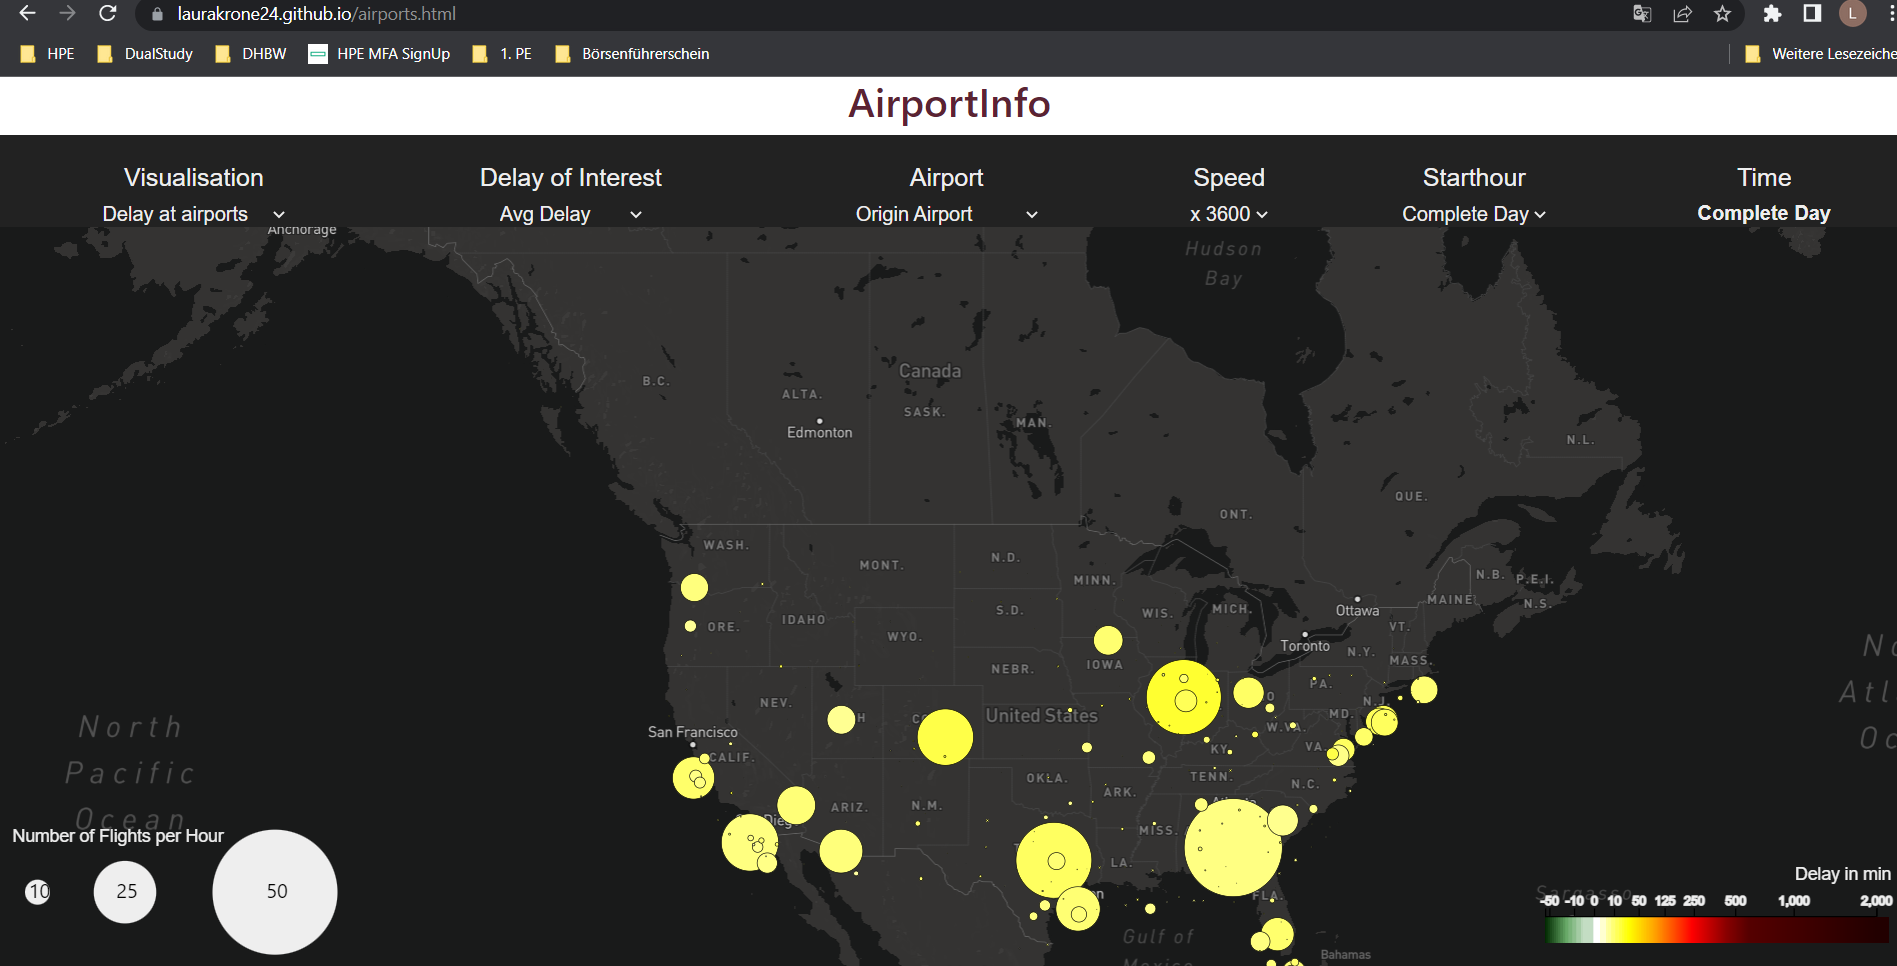 laurakrone24.github.io/airports.html
L
HPE
DualStudy
DHBW
HPE MFA SignUp
1. PE
Börsenführerschein
Weitere Lesezeiche
AirportInfo
Visualisation
Delay of Interest
Airport
Speed
Starthour
Time
Delay at airports
Avg Delay
Origin Airport
x 3600
Complete Day
Complete Day
Anchorage
Hudson
Bay
Canada
B.C.
ALTA.
SASK.
MAN.
Edmonton
N.L.
QUE.
ONT.
WASH.
MONT.
N.D.
MINN.
N.B.
P.E.I.
MAINE
N.S.
Ottawa
S.D.
WIS.
MICH.
IDAHO
ORE.
VT.
WYO.
Toronto
N.Y.
MASS.
IOWA
NEBR.
PA.
NEV.
N.J.
MD.
United States
San Francisco
W.VA.
KY.
VA.
CALIF.
OKLA.
TENN.
N.C.
ARK.
ARIZ.
N.M.
MISS.
LA.
FLA.
North
Pacific
Ocean
Number of Flights per Hour
10
25
50
Delay in min
Sargasso
-50 -10 0 10 50 125 250 500 1,000 2,000
Gulf of
Mexico
Bahamas